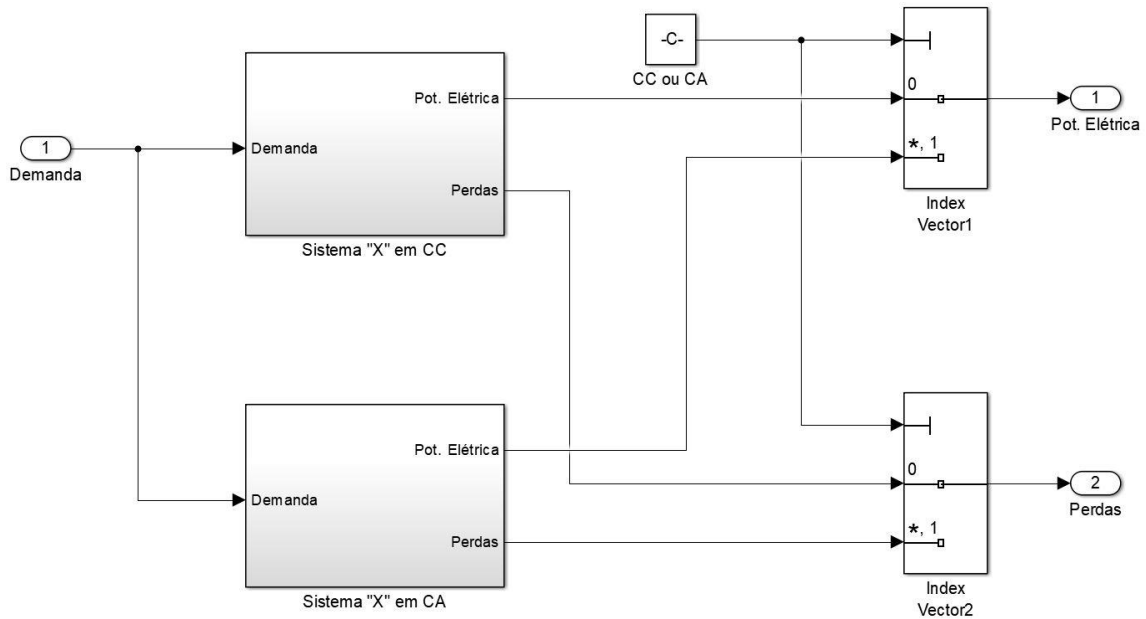 -C-
CC ou CA
Pot. Elétrica
Demanda
Perdas
Sistema "X" em CC
1
Demanda
0
*, 1
Index
Vector1
1
Pot. Elétrica
Pot. Elétrica
Demanda
Perdas
Sistema "X" em CA
0
*, 1
Index
Vector2
2
Perdas